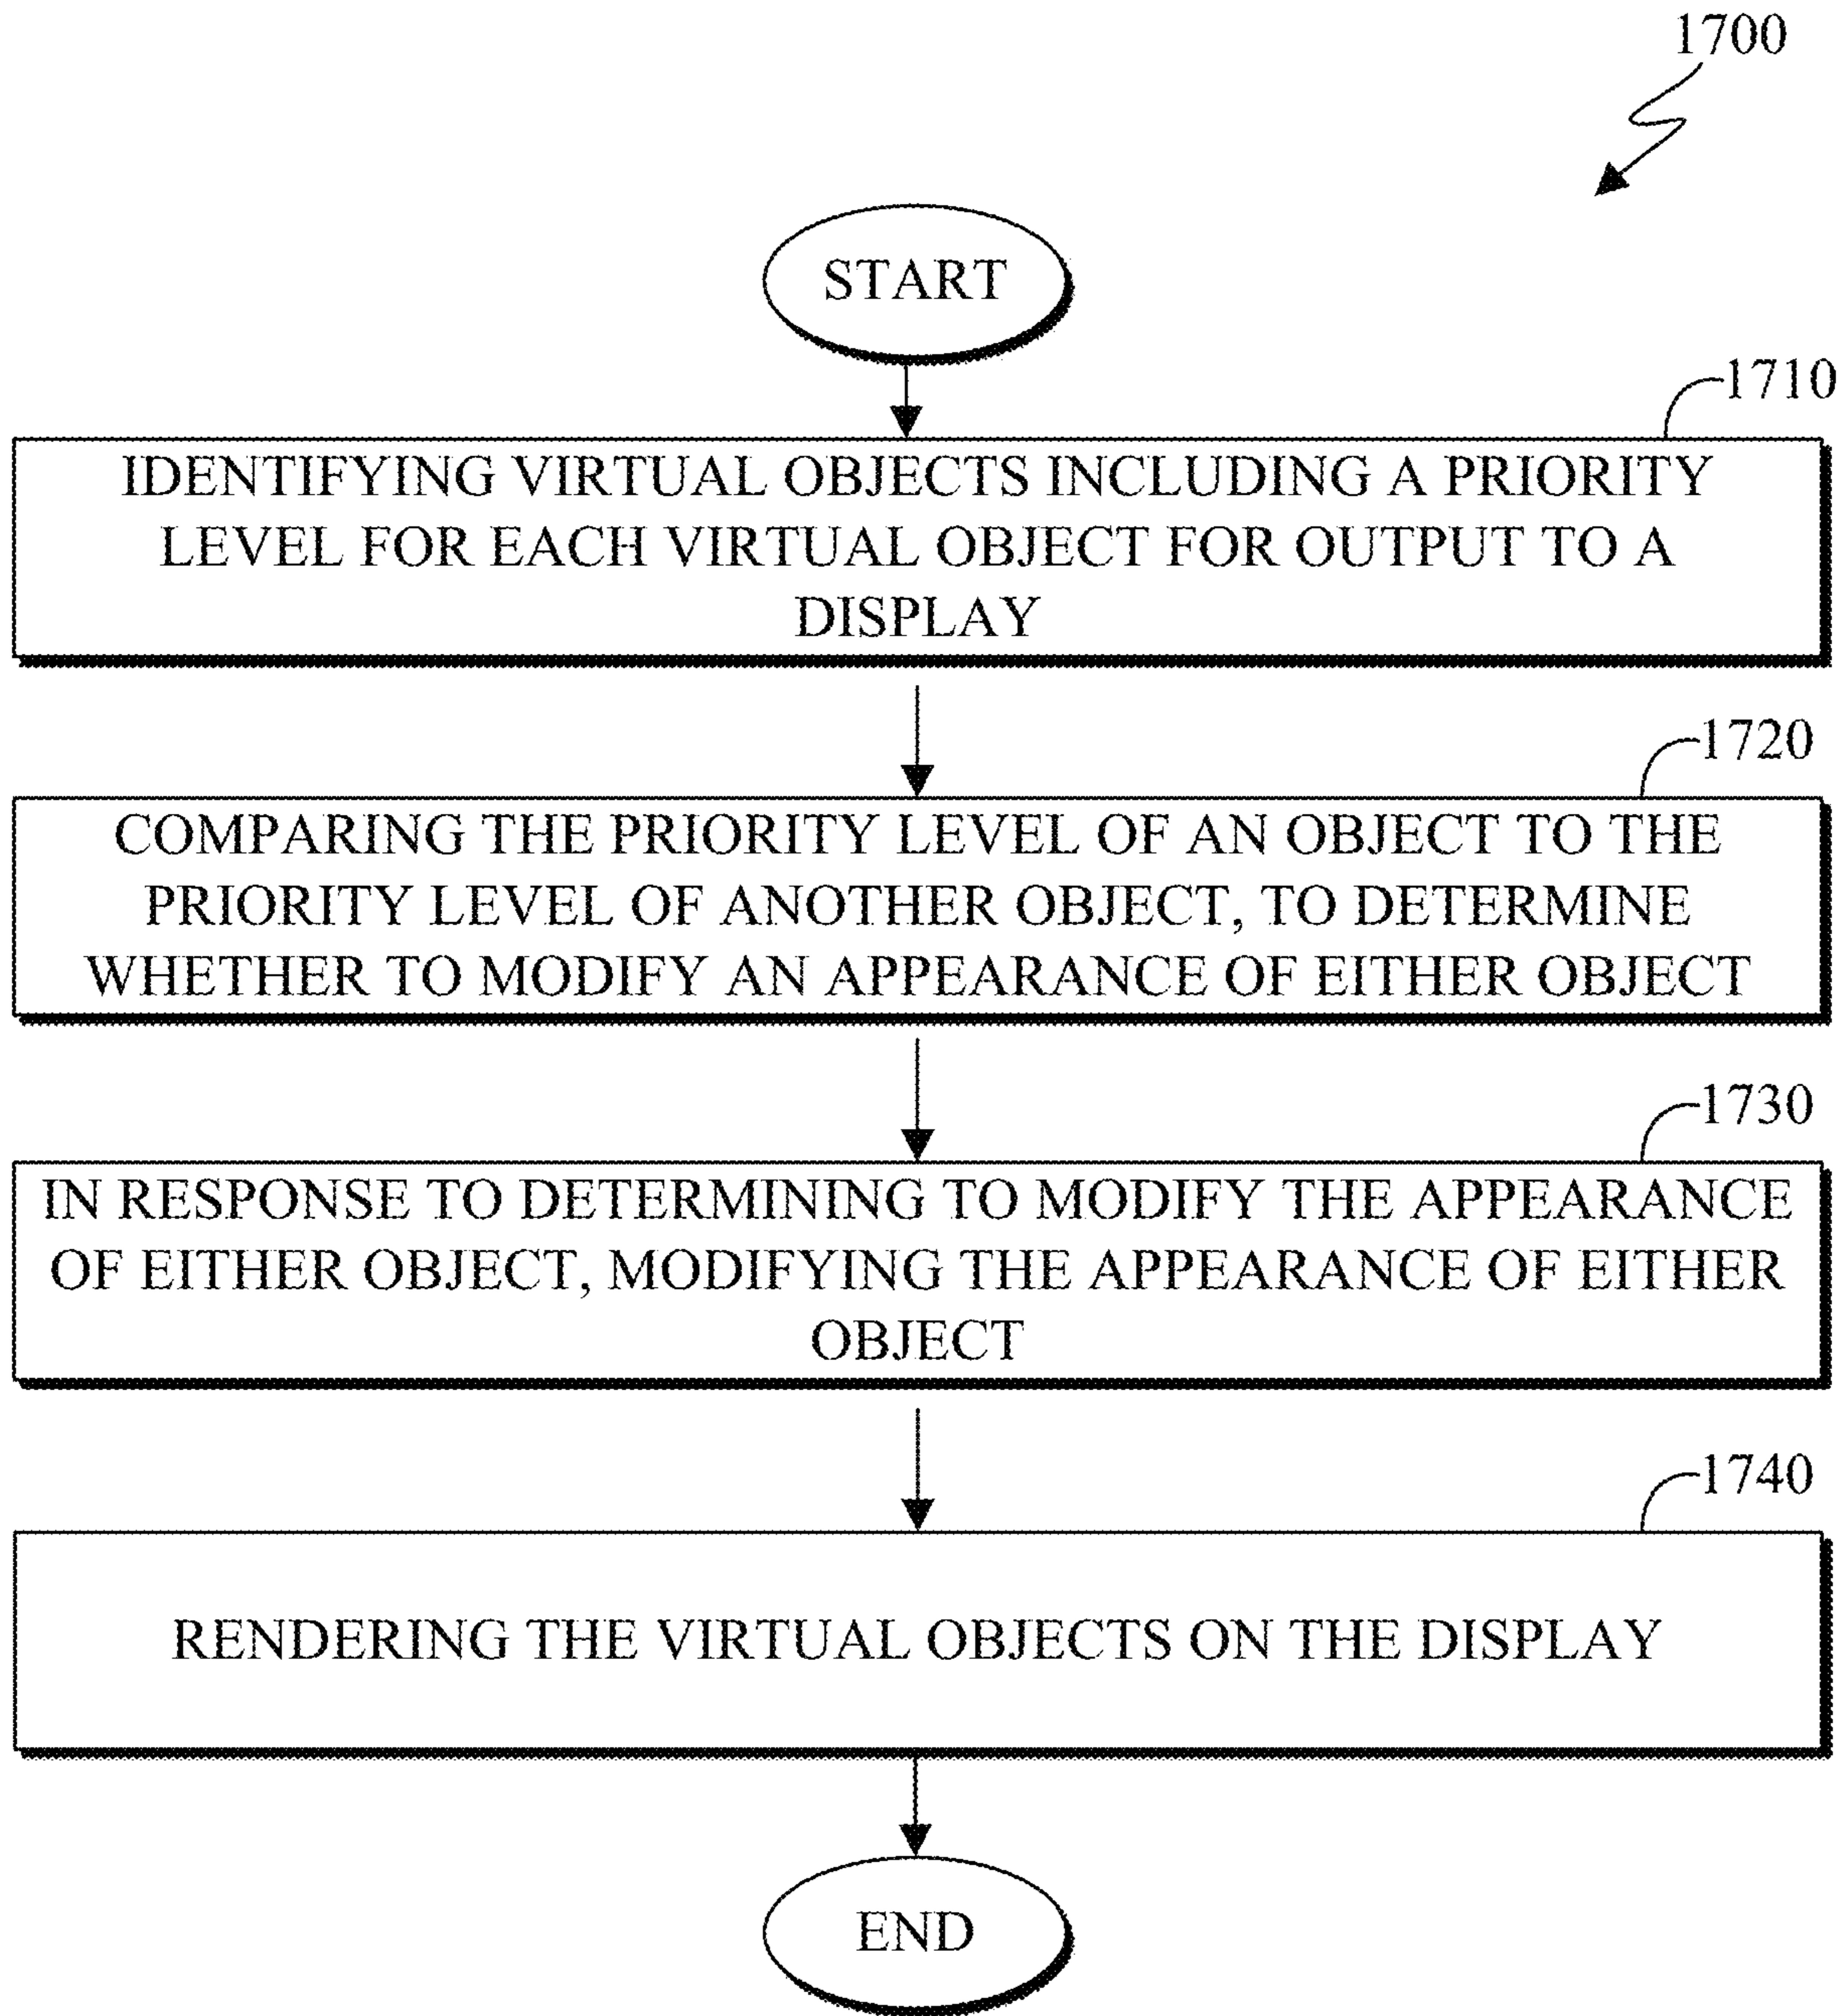 1700
START
1710
IDENTIFYING VIRTUAL OBJECTS INCLUDING A PRIORITY
LEVEL FOR EACH VIRTUAL OBJECT FOR OUTPUT TO A
DISPLAY
1720
COMPARING THE PRIORITY LEVEL OF AN OBJECT TO THE
PRIORITY LEVEL OF ANOTHER OBJECT, TO DETERMINE
WHETHER TO MODIFY AN APPEARANCE OF EITHER OBJECT
1730
IN RESPONSE TO DETERMINING TO MODIFY THE APPEARANCE
OF EITHER OBJECT, MODIFYING THE APPEARANCE OF EITHER
OBJECT
1740
RENDERING THE VIRTUAL OBJECTS ON THE DISPLAY
END